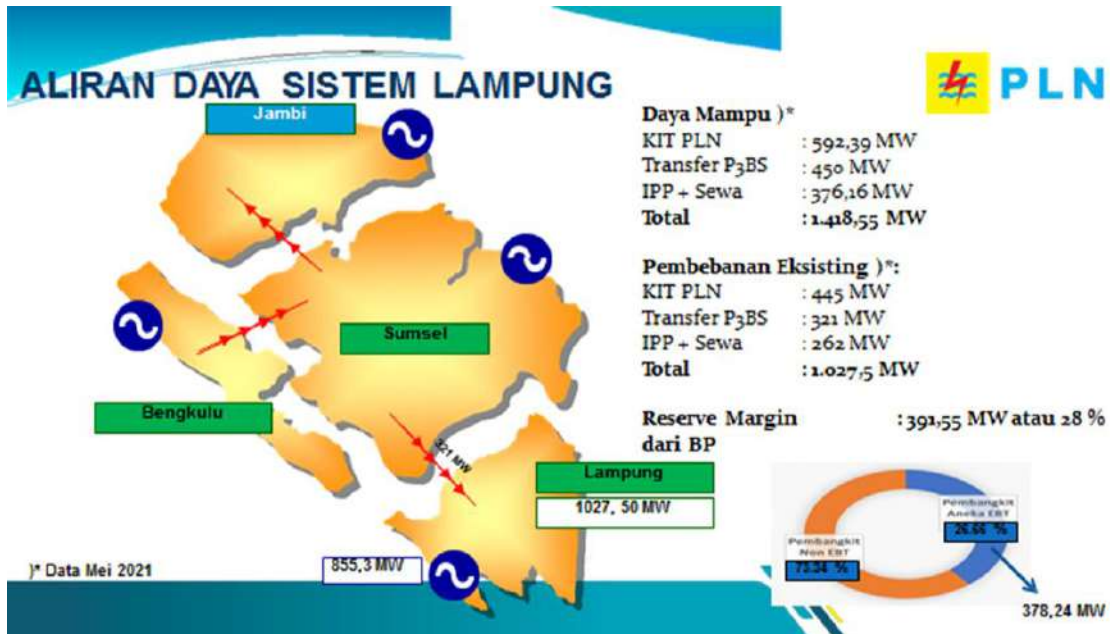 ALIRAN DAYA SISTEM LAMPUNG
PLN
Jambi
Sumsel
Bengkulu
321 MW
Lampung
1027, 50 MW
855,3 MW
)* Data Mei 2021
Daya Mampu )*
KIT PLN : 592,39 MW
Transfer P3BS : 450 MW
IPP + Sewa : 376,16 MW
Total : 1.418,55 MW
Pembebanan Eksisting )*:
KIT PLN : 445 MW
Transfer P3BS : 321 MW
IPP + Sewa : 262 MW
Total : 1.027,5 MW
Reserve Margin : 391,55 MW atau 28 %
dari BP
Pembangkit
Aneka EBT
26.66 %
Pembangkit
Non EBT
73.34 %
378,24 MW